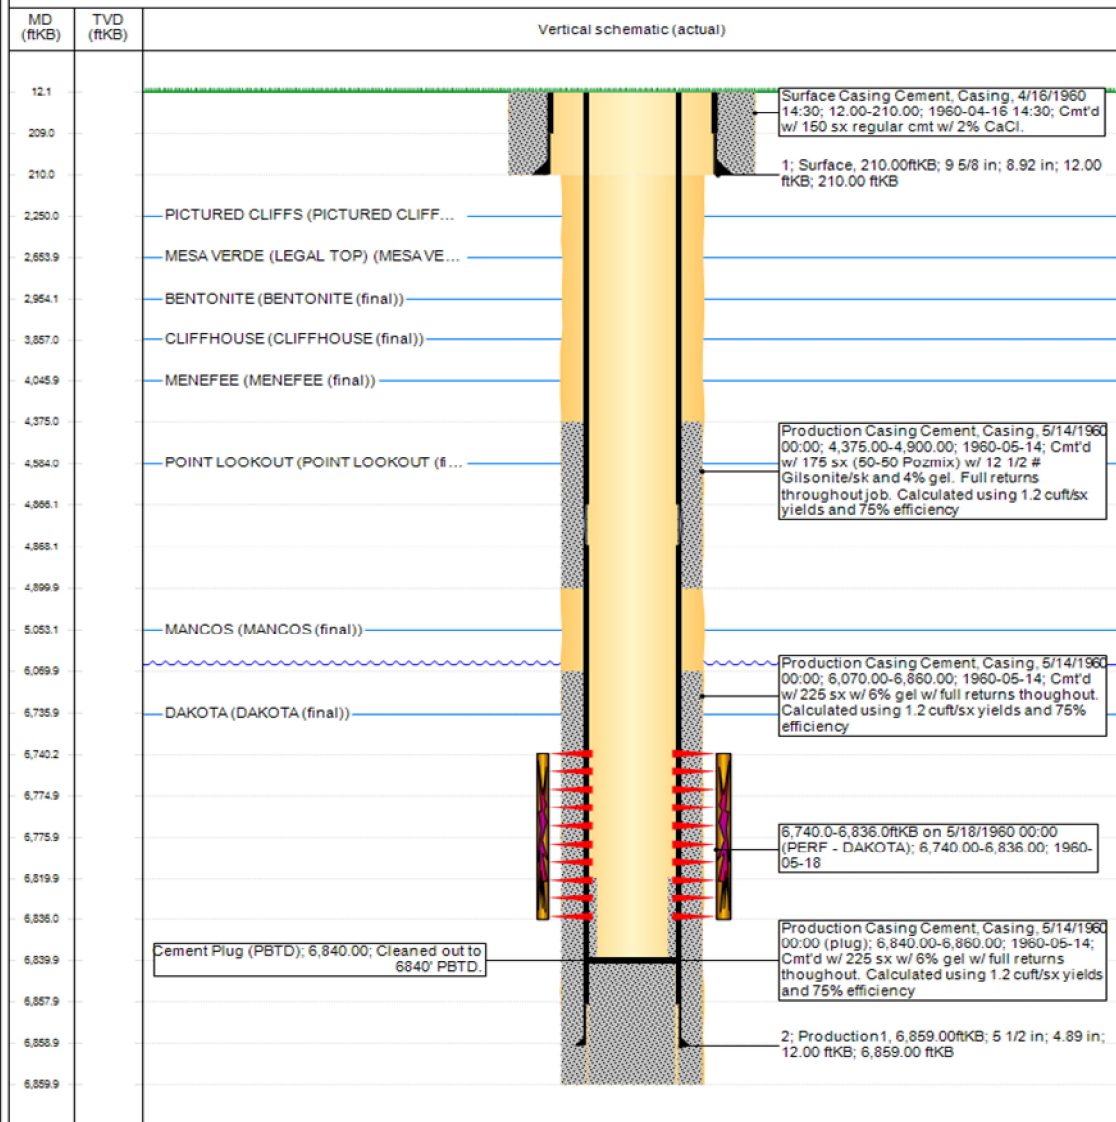 MD
(ftKB)
TVD
(ftKB)
Vertical schematic (actual)
12.1
209.0
210.0
2,250.0
2,653.9
2,954.1
3,857.0
4,045.9
4,375.0
4,584.0
4,866.1
4,868.1
4,899.9
5,053.1
6,069.9
6,735.9
6,740.2
6,774.9
6,775.9
6,819.9
6,836.0
6,839.9
6,857.9
6,858.9
6,859.9
PICTURED CLIFFS (PICTURED CLIFF...
MESA VERDE (LEGAL TOP) (MESA VE...
BENTONITE (BENTONITE (final))
CLIFFHOUSE (CLIFFHOUSE (final))
MENEFEE (MENEFEE (final))
POINT LOOKOUT (POINT LOOKOUT (fi...
MANCOS (MANCOS (final))
DAKOTA (DAKOTA (final))
Cement Plug (PBTD); 6,840.00; Cleaned out to
6840' PBTD.
Surface Casing Cement, Casing, 4/16/1960
14:30; 12.00-210.00; 1960-04-16 14:30; Cmt'd
w/ 150 sx regular cmt w/ 2% CaCl.
1; Surface, 210.00ftKB; 9 5/8 in; 8.92 in; 12.00
ftKB; 210.00 ftKB
Production Casing Cement, Casing, 5/14/1960
00:00; 4,375.00-4,900.00; 1960-05-14; Cmt'd
w/ 175 sx (50-50 Pozmix) w/ 12 1/2 #
Gilsonite/sk and 4% gel. Full returns
throughout job. Calculated using 1.2 cuft/sx
yields and 75% efficiency
Production Casing Cement, Casing, 5/14/1960
00:00; 6,070.00-6,860.00; 1960-05-14; Cmt'd
w/ 225 sx w/ 6% gel w/ full returns thoughout.
Calculated using 1.2 cuft/sx yields and 75%
efficiency
6,740.0-6,836.0ftKB on 5/18/1960 00:00
(PERF - DAKOTA); 6,740.00-6,836.00; 1960-
05-18
Production Casing Cement, Casing, 5/14/1960
00:00 (plug); 6,840.00-6,860.00; 1960-05-14;
Cmt'd w/ 225 sx w/ 6% gel w/ full returns
thoughout. Calculated using 1.2 cuft/sx yields
and 75% efficiency
2; Production1, 6,859.00ftKB; 5 1/2 in; 4.89 in;
12.00 ftKB; 6,859.00 ftKB